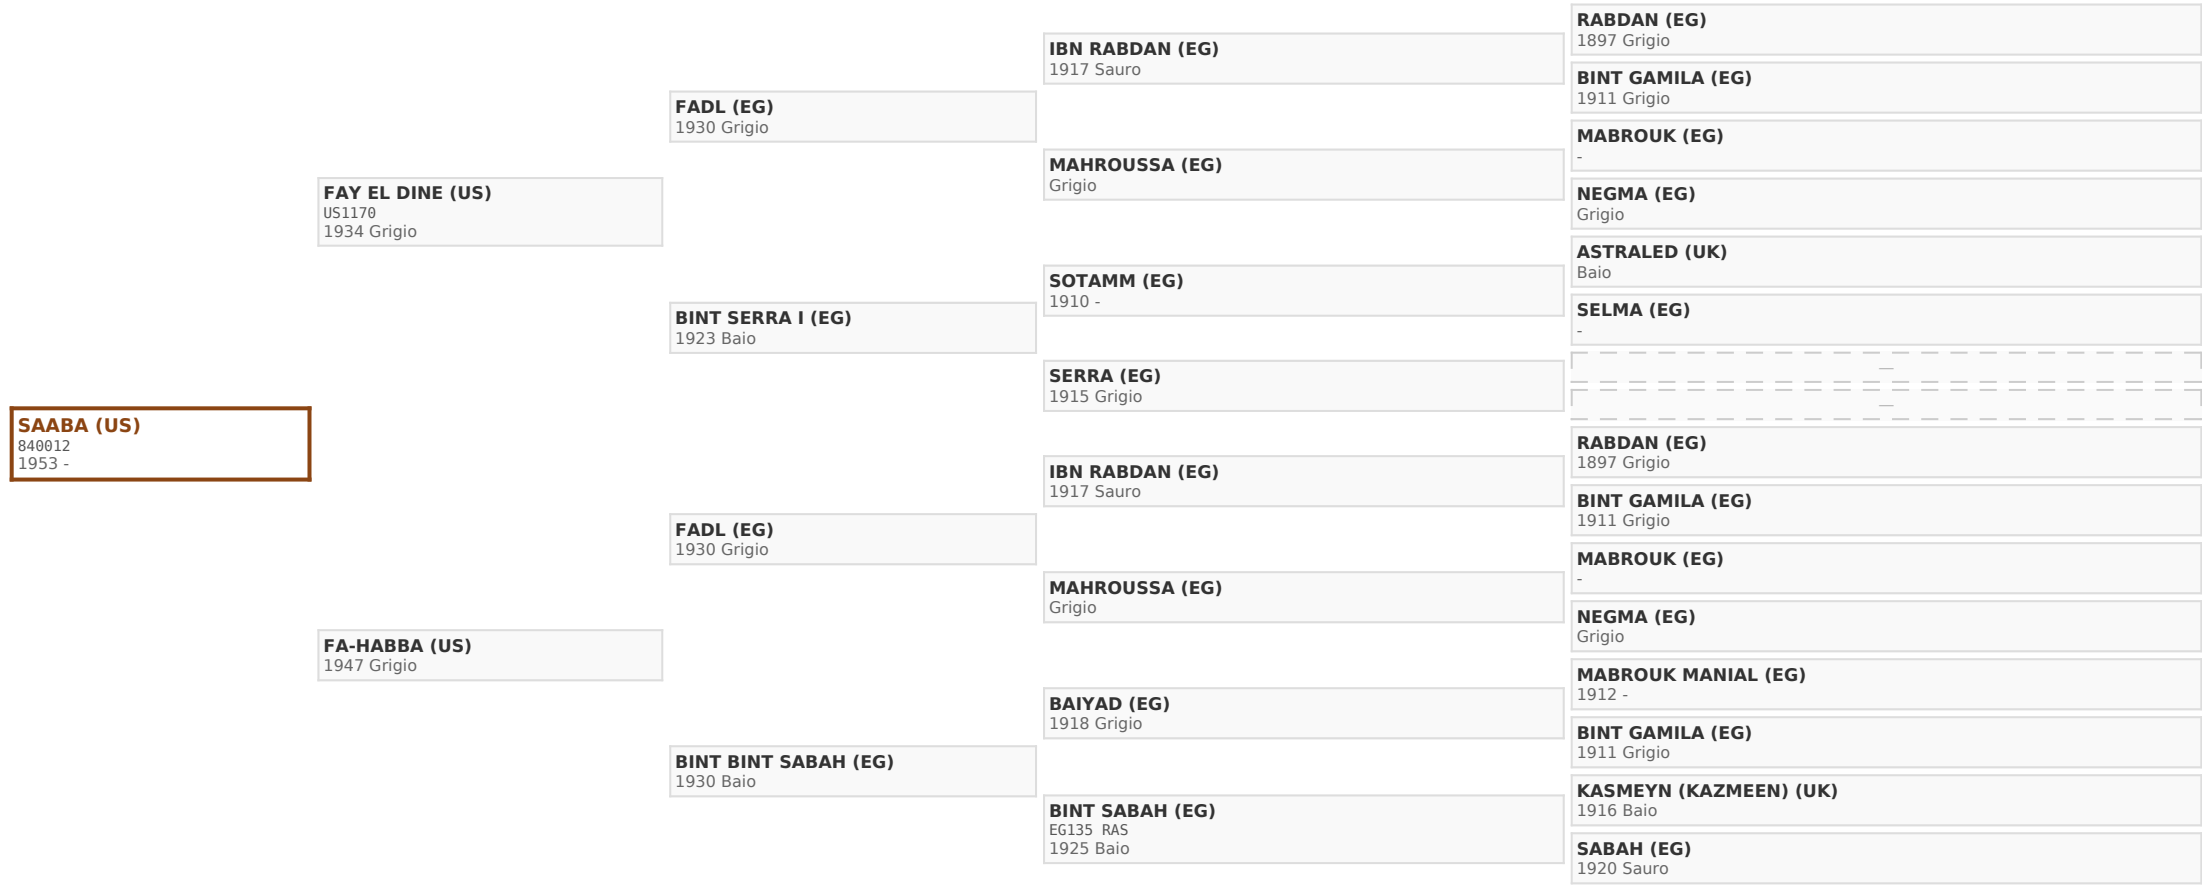 SAABA (US)
840012
1953 -
FAY EL DINE (US)
US1170
1934 Grigio
FA-HABBA (US)
1947 Grigio
FADL (EG)
1930 Grigio
BINT SERRA I (EG)
1923 Baio
FADL (EG)
1930 Grigio
BINT BINT SABAH (EG)
1930 Baio
IBN RABDAN (EG)
1917 Sauro
MAHROUSSA (EG)
Grigio
SOTAMM (EG)
1910 -
SERRA (EG)
1915 Grigio
IBN RABDAN (EG)
1917 Sauro
MAHROUSSA (EG)
Grigio
BAIYAD (EG)
1918 Grigio
BINT SABAH (EG)
EG135 RAS
1925 Baio
RABDAN (EG)
1897 Grigio
BINT GAMILA (EG)
1911 Grigio
MABROUK (EG)
-
NEGMA (EG)
Grigio
ASTRALED (UK)
Baio
SELMA (EG)
-
—
—
RABDAN (EG)
1897 Grigio
BINT GAMILA (EG)
1911 Grigio
MABROUK (EG)
-
NEGMA (EG)
Grigio
MABROUK MANIAL (EG)
1912 -
BINT GAMILA (EG)
1911 Grigio
KASMEYN (KAZMEEN) (UK)
1916 Baio
SABAH (EG)
1920 Sauro